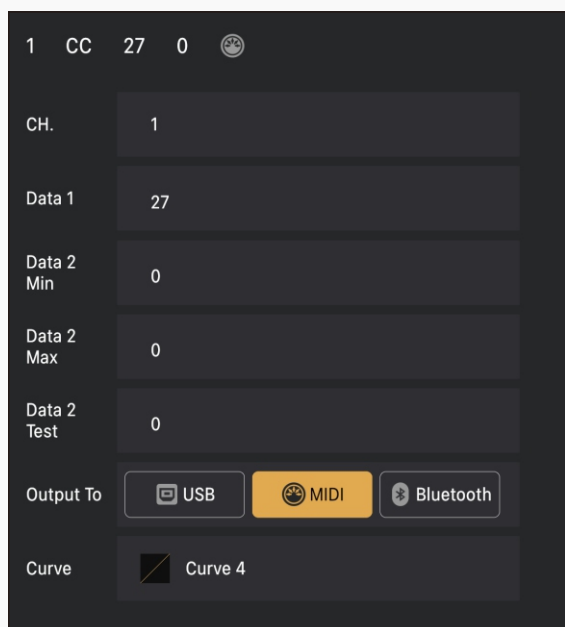 1 CC 27 0
CH. 1
Data 1 27
Data 2
Min
0
Data 2
Max
0
Data 2
Test
0
Output To USB MIDI Bluetooth
Curve Curve 4